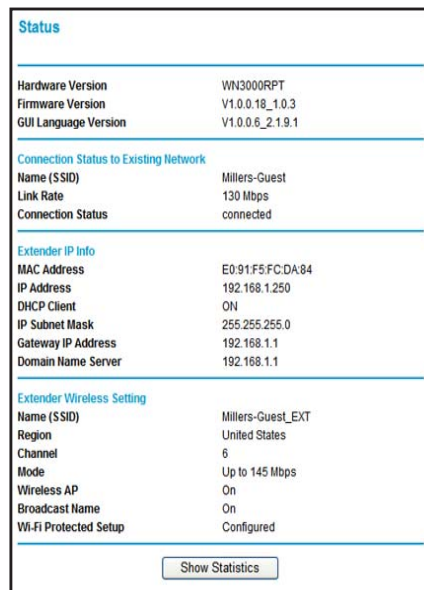 Status
Hardware Version WN3000RPT
Firmware Version V1.0.0.18_1.0.3
GUI Language Version V1.0.0.6_2.1.9.1
Connection Status to Existing Network
Name (SSID) Millers-Guest
Link Rate 130 Mbps
Connection Status connected
Extender IP Info
MAC Address E0:91:F5:FC:DA:84
IP Address 192.168.1.250
DHCP Client ON
IP Subnet Mask 255.255.255.0
Gateway IP Address 192.168.1.1
Domain Name Server 192.168.1.1
Extender Wireless Setting
Name (SSID) Millers-Guest_EXT
Region United States
Channel 6
Mode Up to 145 Mbps
Wireless AP On
Broadcast Name On
Wi-Fi Protected Setup Configured
Show Statistics